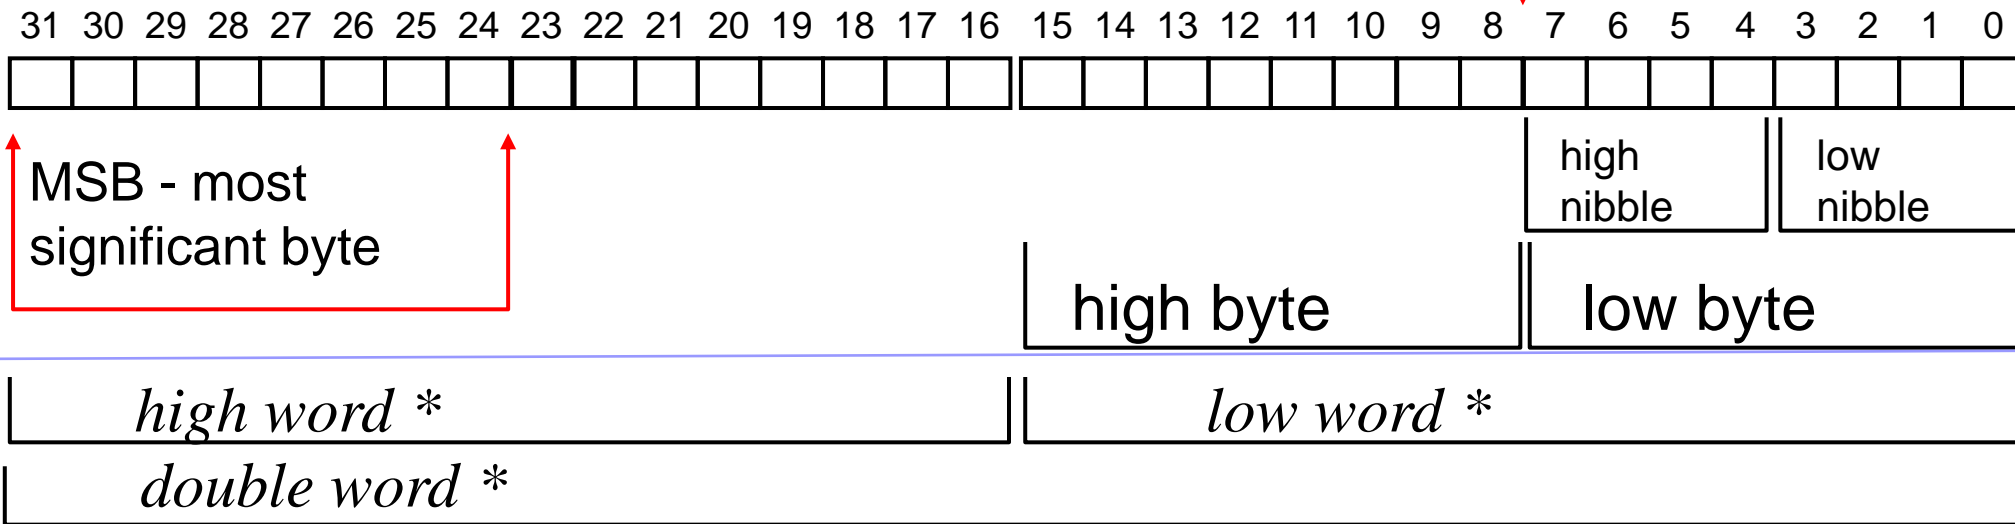 31 30 29 28 27 26 25 24 23 22 21 20 19 18 17 16 15 14 13 12 11 10 9 8 7 6 5 4 3 2 1 0
MSB - most
significant byte
high
nibble
low
nibble
high byte
low byte
high word *
low word *
double word *